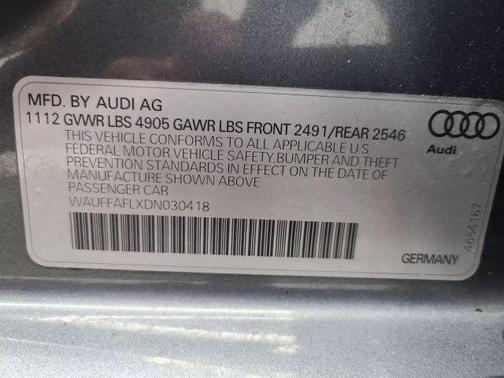 MFD. BY AUDI AG
1112 GVWR LBS 4905 GAWR LBS FRONT 2491/REAR 2546
THIS VEHICLE CONFORMS TO ALL APPLICABLE U.S.
FEDERAL MOTOR VEHICLE SAFETY,BUMPER AND THEFT
PREVENTION STANDARDS IN EFFECT ON THE DATE OF
MANUFACTURE SHOWN ABOVE
PASSENGER CAR
WAUFFAFLXDN030418
Audi
GERMANY
4654167